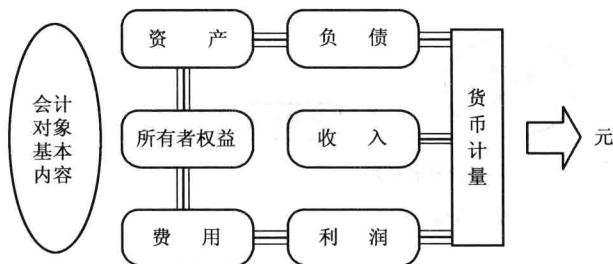 资 产
负 债
会计
对象
基本
内容
所有者权益
收 入
货
币
计
量
元
费 用
利 润